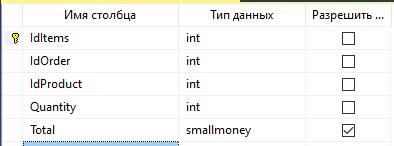 Имя столбца Тип данных Разрешить ...
IdItems int
IdOrder int
IdProduct int
Quantity int
Total smallmoney